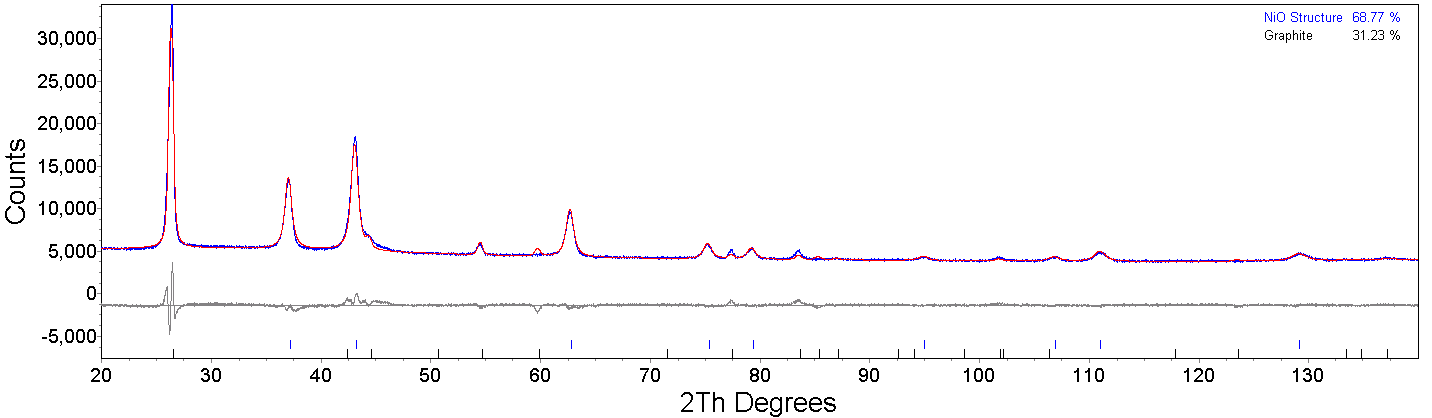 NiO Structure 68.77 %
Graphite 31.23 %
Counts
30,000
25,000
20,000
15,000
10,000
5,000
0
-5,000
20 30 40 50 60 70 80 90 100 110 120 130
2Th Degrees